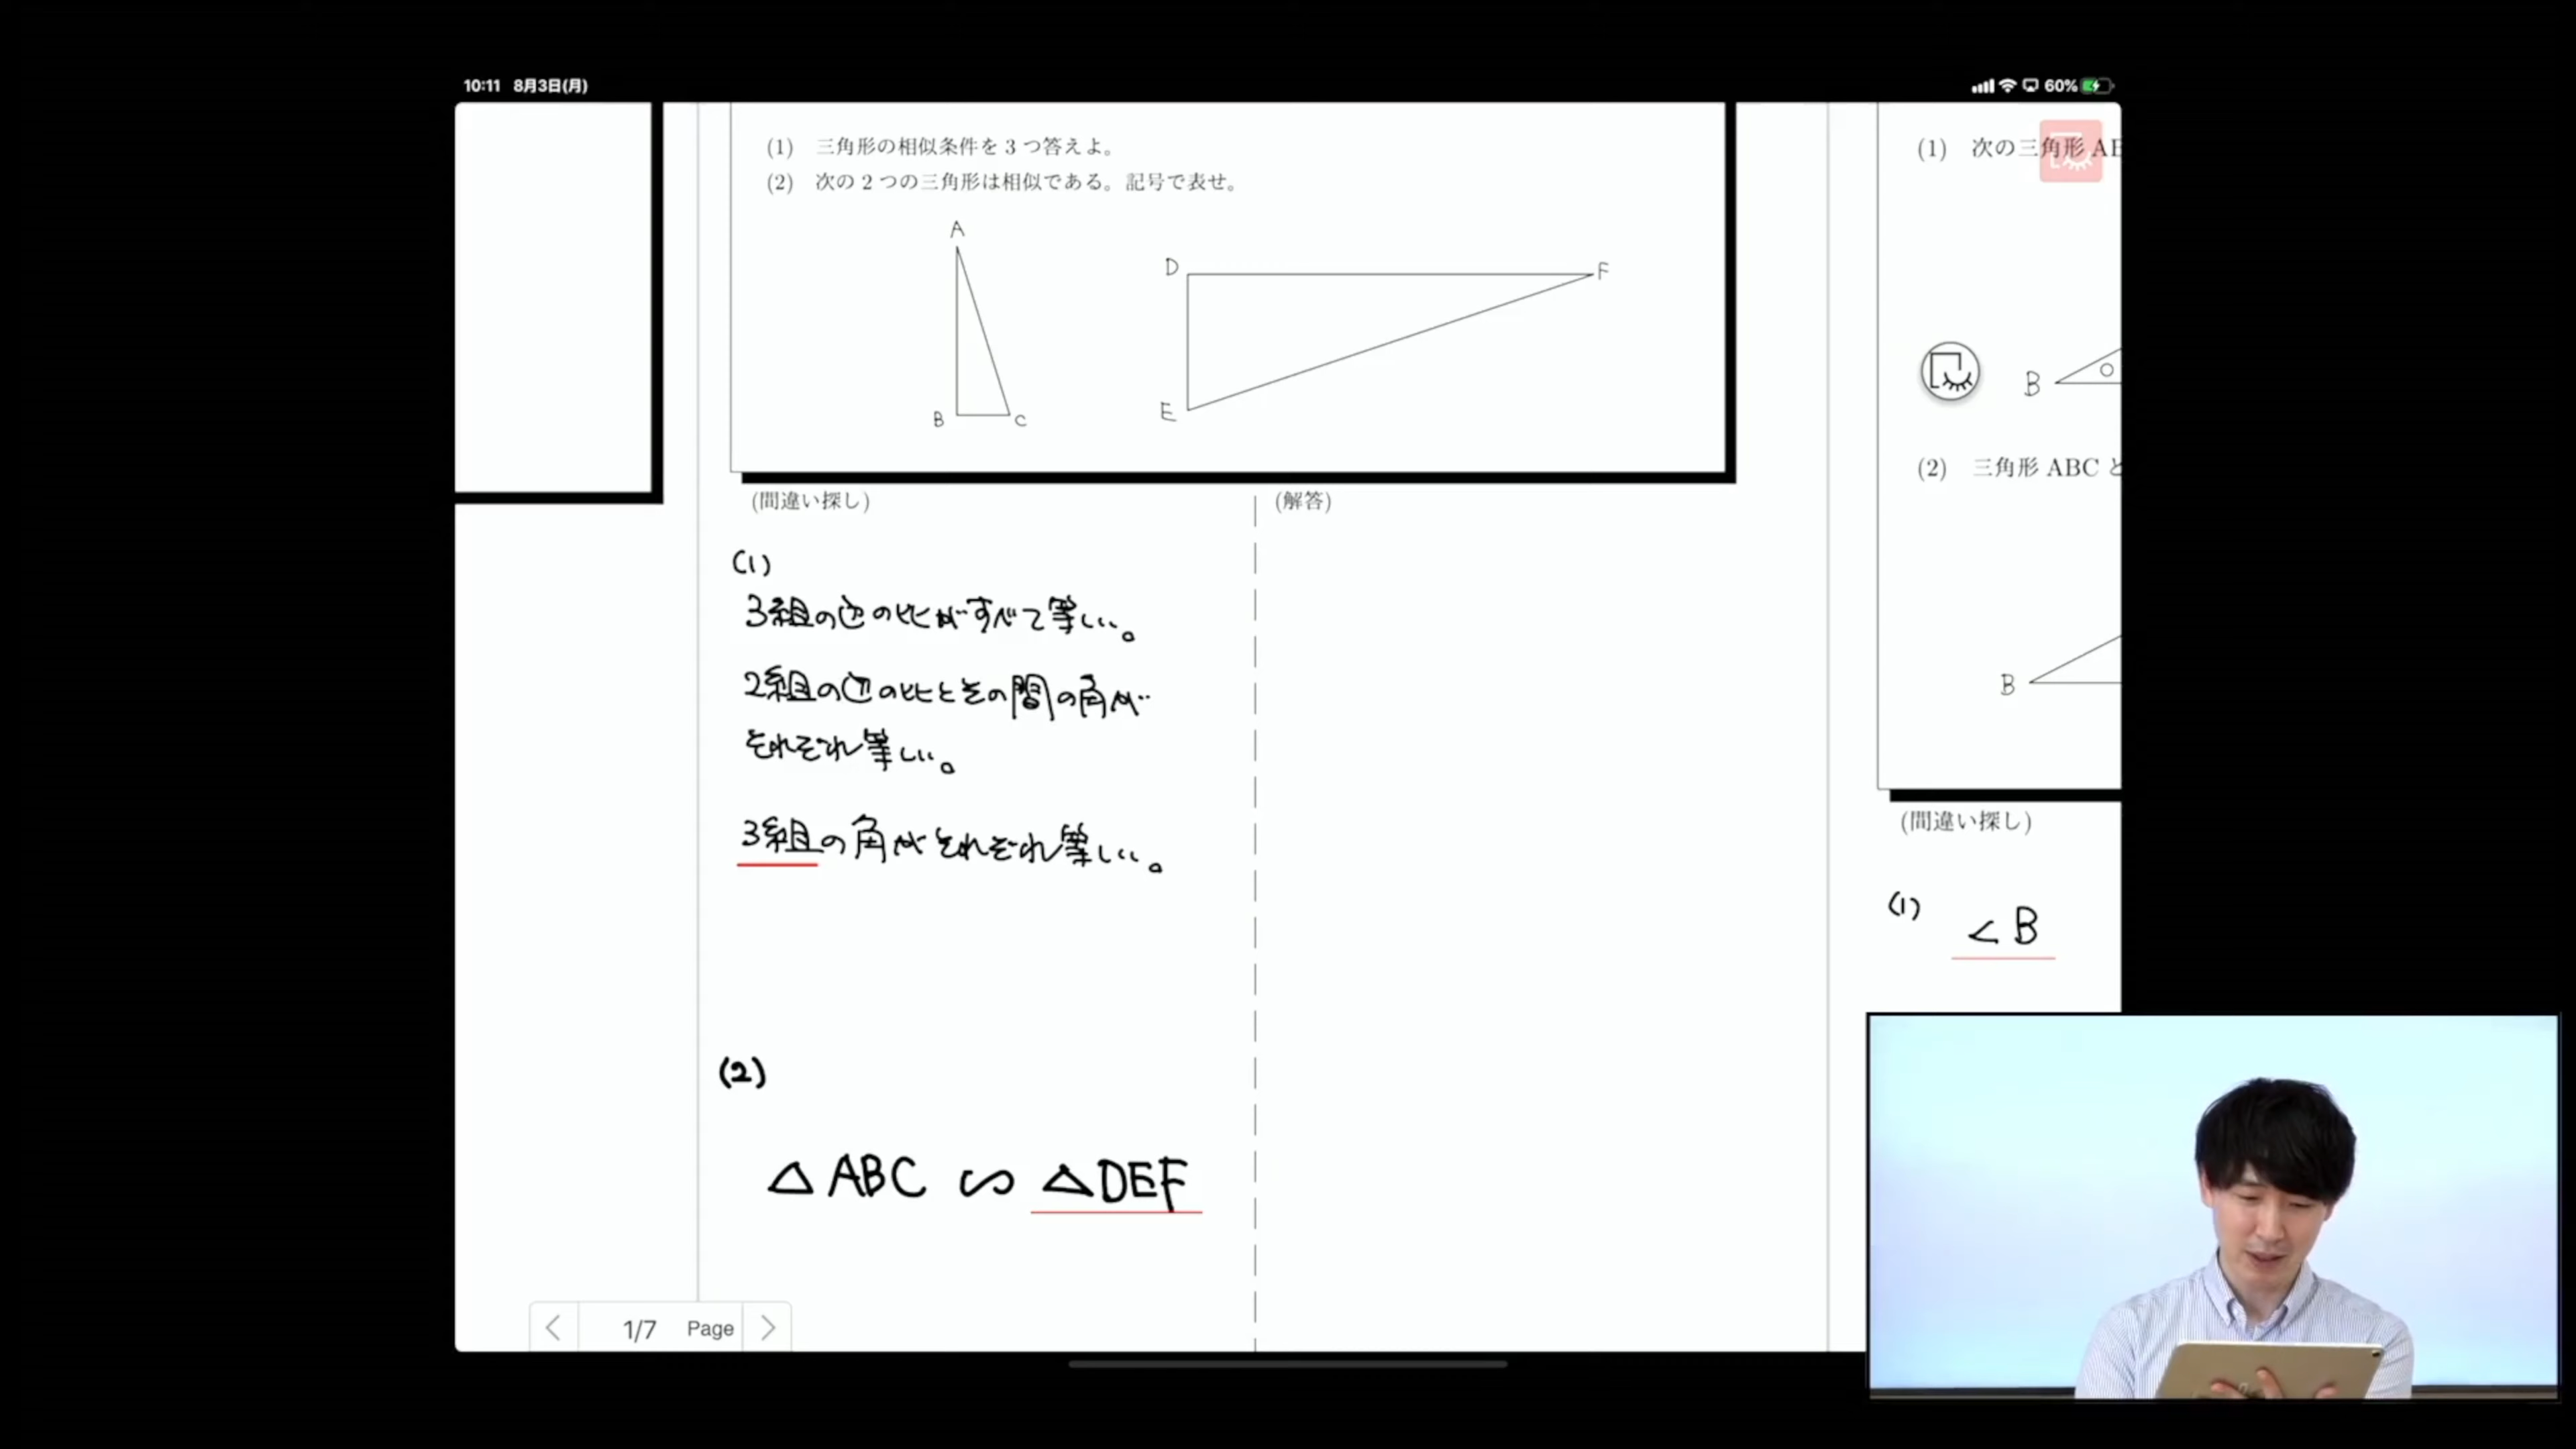 10:11 8月3日(月)
60%
(1) 三角形の相似条件を3つ答えよ。
(2) 次の2つの三角形は相似である。記号で表せ。
A
B
C
D
F
E
(間違い探し)
(解答)
(1)
3組の辺の比がすべて等しい。
2組の辺の比とその間の角が
それぞれ等しい。
3組の角がそれぞれ等しい。
(2)
△ABC ∽ △DEF
1/7 Page
(1) 次の三角形 AB
B
(2) 三角形 ABC と
B
(間違い探し)
(1) ∠B